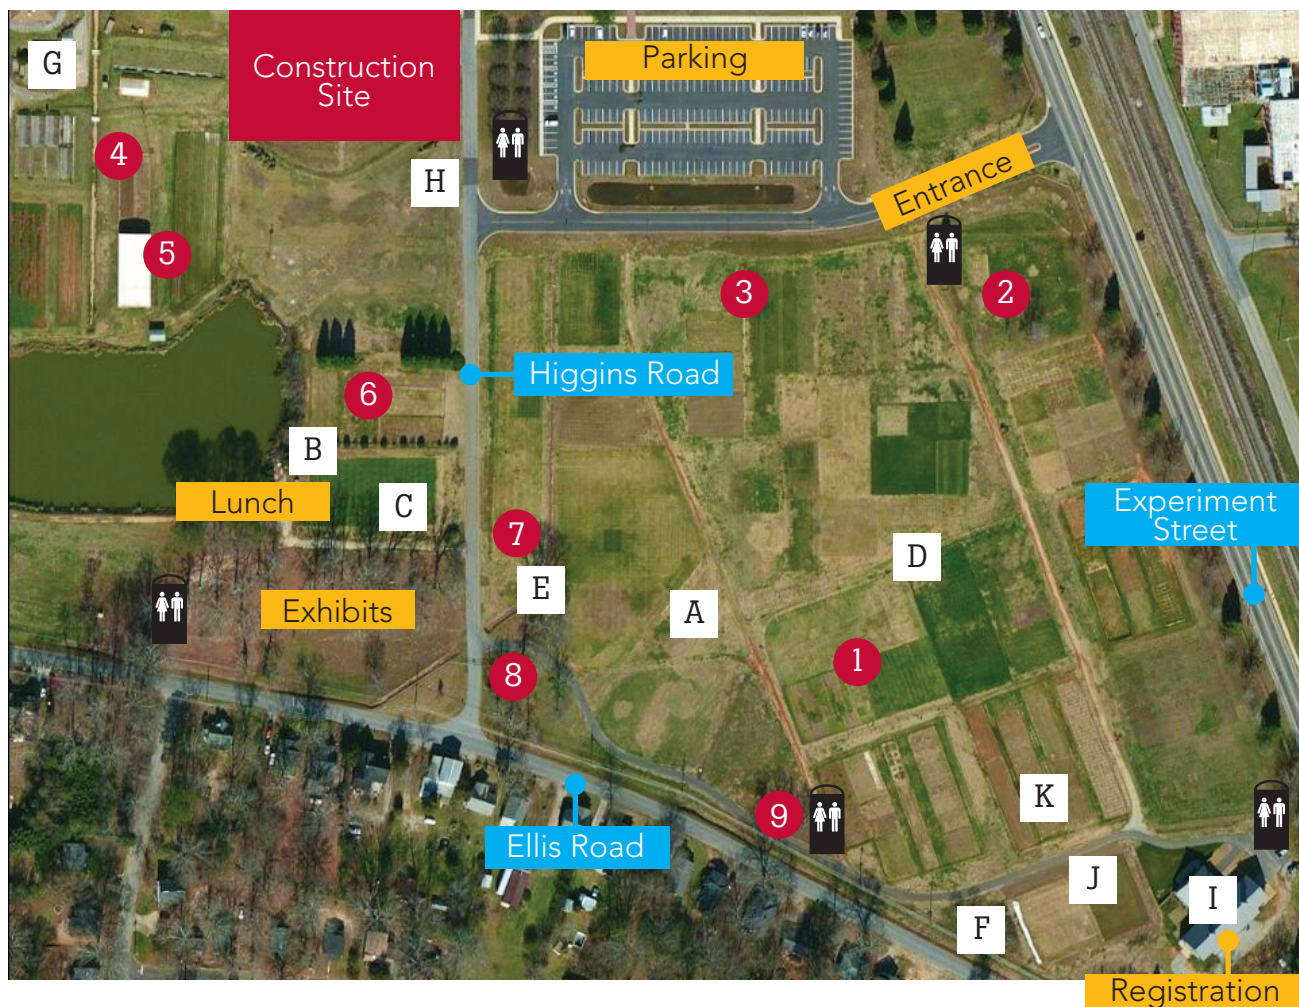 G
Construction
Site
Parking
4
H
Entrance
5
3
2
Higgins Road
6
B
Lunch
C
7
D
Experiment
Street
E
A
Exhibits
8
1
K
9
Ellis Road
J
I
F
Registration